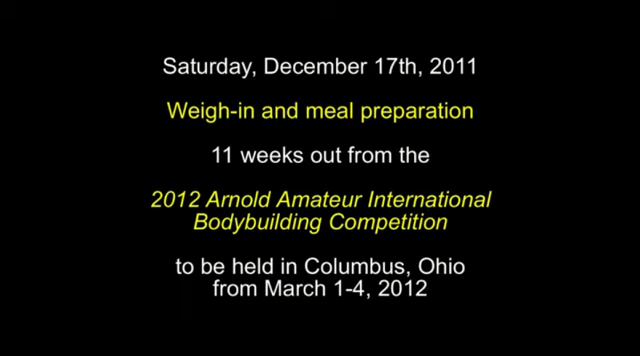 Saturday, December 17th, 2011
Weigh-in and meal preparation
11 weeks out from the
2012 Arnold Amateur International
Bodybuilding Competition
to be held in Columbus, Ohio
from March 1-4, 2012